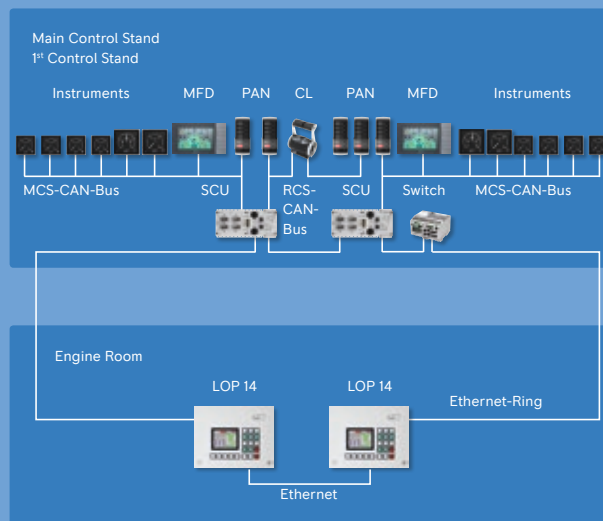 Main Control Stand
1st Control Stand
Instruments
MFD
PAN
CL
PAN
MFD
Instruments
MCS-CAN-Bus
SCU
RCS-
CAN-
Bus
SCU
Switch
MCS-CAN-Bus
Engine Room
LOP 14
LOP 14
Ethernet-Ring
Ethernet